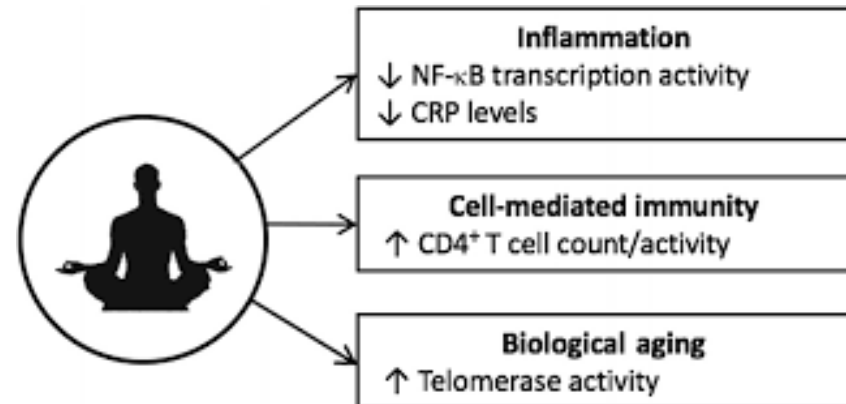 Inflammation
↓ NF-κB transcription activity
↓ CRP levels
Cell-mediated immunity
↑ CD4⁺ T cell count/activity
Biological aging
↑ Telomerase activity